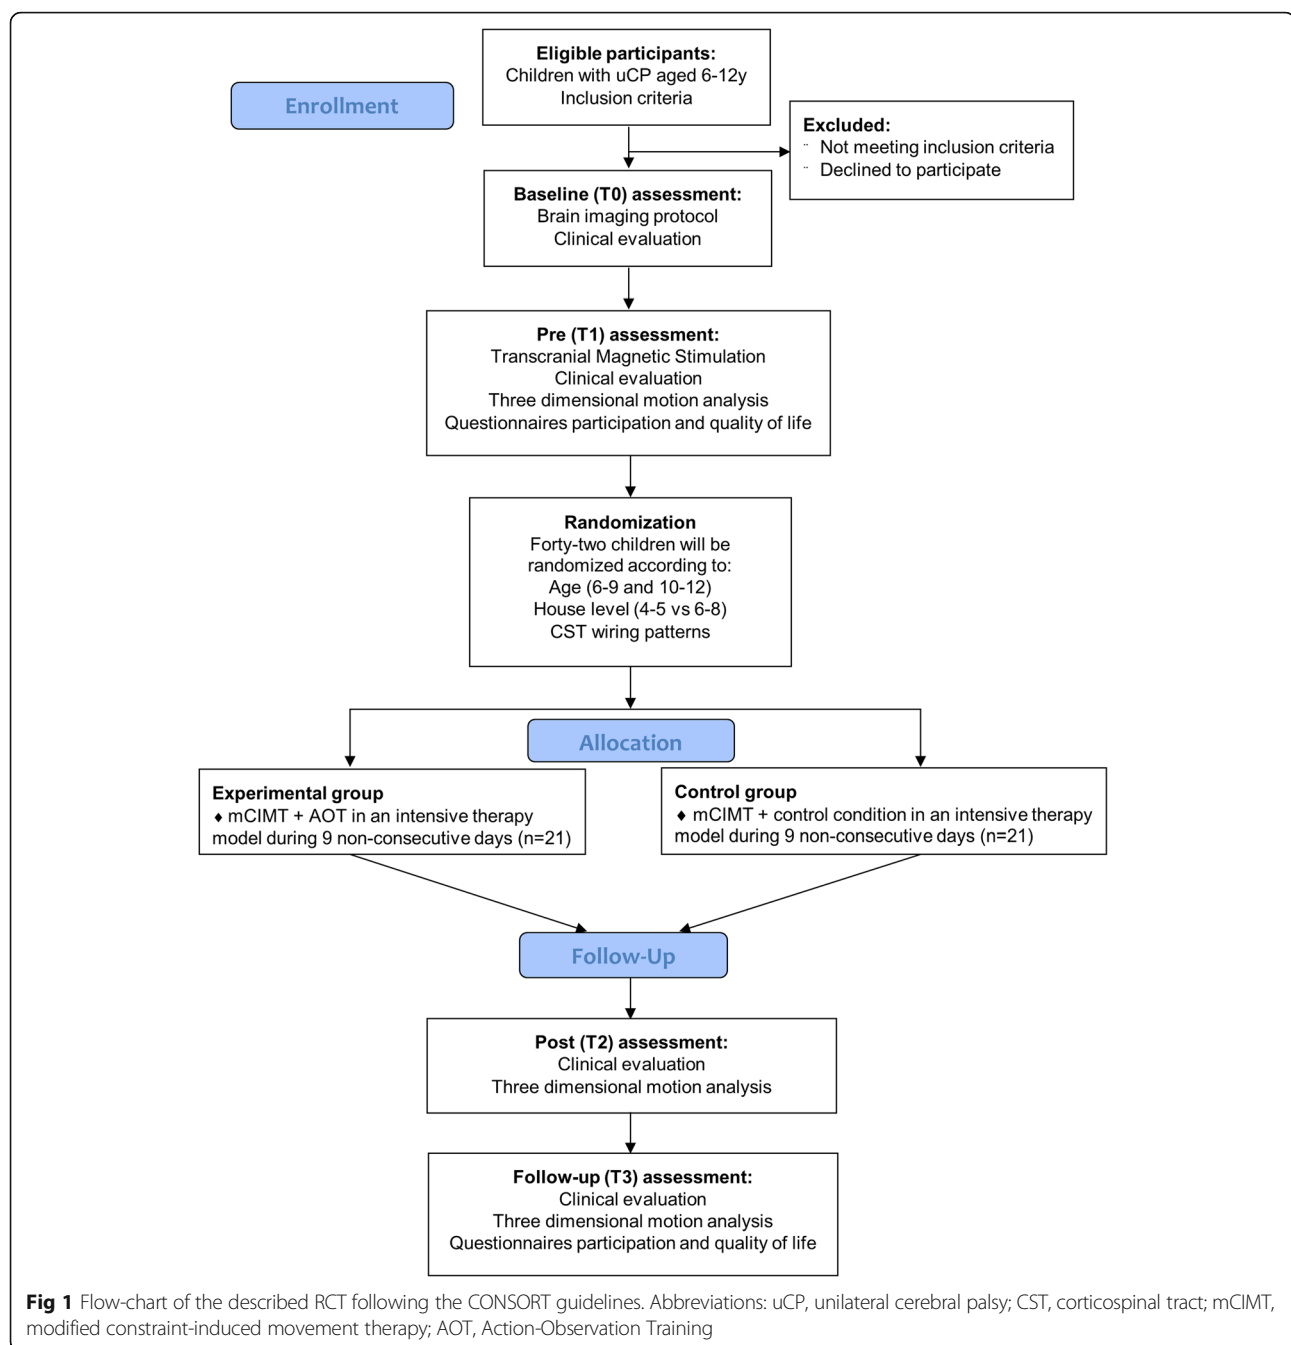 Eligible participants:
Children with uCP aged 6-12y
Inclusion criteria
Enrollment
Excluded:
¨ Not meeting inclusion criteria
¨ Declined to participate
Baseline (T0) assessment:
Brain imaging protocol
Clinical evaluation
Pre (T1) assessment:
Transcranial Magnetic Stimulation
Clinical evaluation
Three dimensional motion analysis
Questionnaires participation and quality of life
Randomization
Forty-two children will be
randomized according to:
Age (6-9 and 10-12)
House level (4-5 vs 6-8)
CST wiring patterns
Allocation
Experimental group
♦ mCIMT + AOT in an intensive therapy
model during 9 non-consecutive days (n=21)
Control group
♦ mCIMT + control condition in an intensive therapy
model during 9 non-consecutive days (n=21)
Follow-Up
Post (T2) assessment:
Clinical evaluation
Three dimensional motion analysis
Follow-up (T3) assessment:
Clinical evaluation
Three dimensional motion analysis
Questionnaires participation and quality of life
Fig 1 Flow-chart of the described RCT following the CONSORT guidelines. Abbreviations: uCP, unilateral cerebral palsy; CST, corticospinal tract; mCIMT,
modified constraint-induced movement therapy; AOT, Action-Observation Training